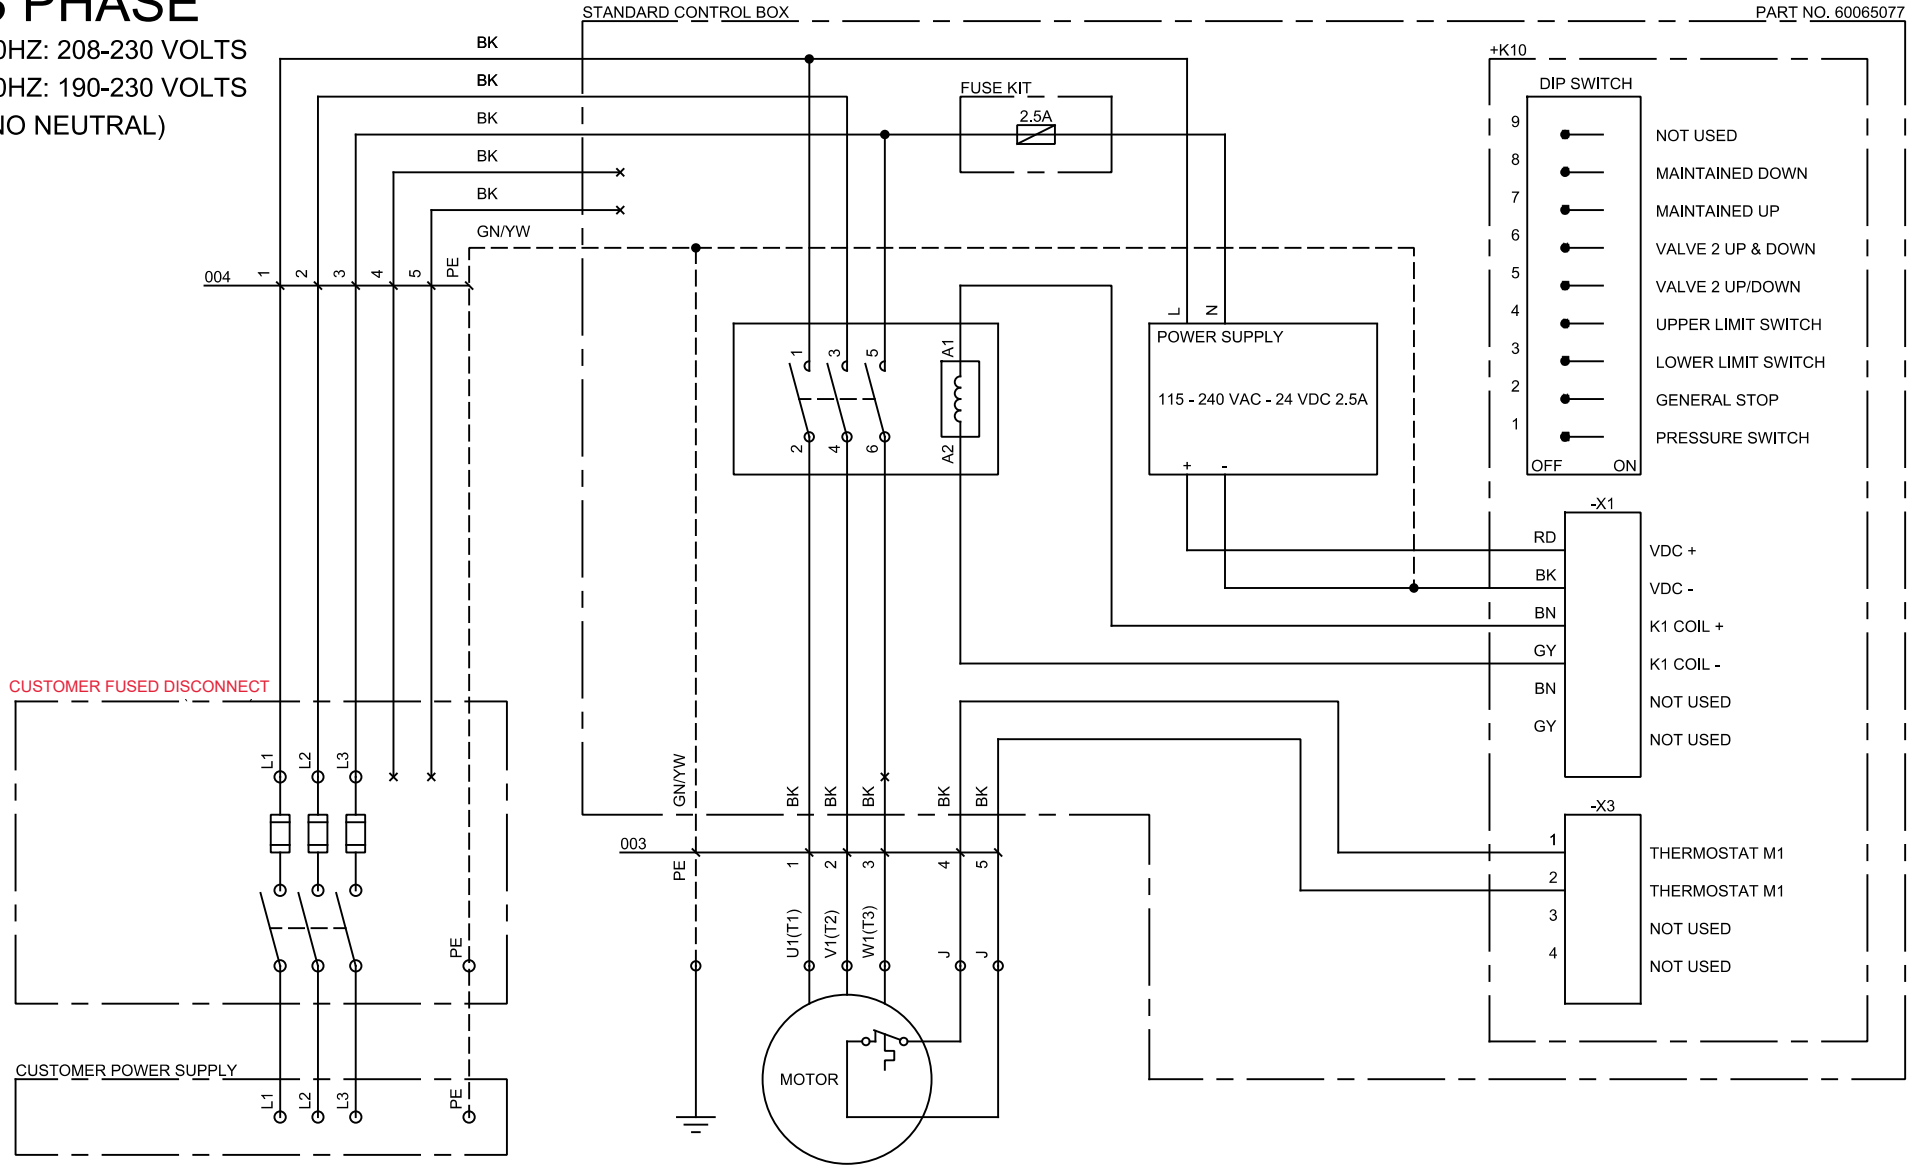 PHASE
STANDARD CONTROL BOX
PART NO. 60065077
0HZ: 208-230 VOLTS
0HZ: 190-230 VOLTS
NO NEUTRAL)
BK
BK
BK
BK
BK
GN/YW
FUSE KIT
2.5A
+K10
DIP SWITCH
9 NOT USED
8 MAINTAINED DOWN
7 MAINTAINED UP
6 VALVE 2 UP & DOWN
5 VALVE 2 UP/DOWN
4 UPPER LIMIT SWITCH
3 LOWER LIMIT SWITCH
2 GENERAL STOP
1 PRESSURE SWITCH
OFF ON
004 1 2 3 4 5 PE
1 3 5 A1
2 4 6 A2
L N
POWER SUPPLY
115 - 240 VAC - 24 VDC 2.5A
+ -
-X1
RD VDC +
BK VDC -
BN K1 COIL +
GY K1 COIL -
BN NOT USED
GY NOT USED
CUSTOMER FUSED DISCONNECT
L1 L2 L3
PE
GN/YW BK BK BK BK BK
003
PE 1 2 3 4 5
U1(T1) V1(T2) W1(T3) J J
MOTOR
-X3
1 THERMOSTAT M1
2 THERMOSTAT M1
3 NOT USED
4 NOT USED
CUSTOMER POWER SUPPLY
L1 L2 L3 PE